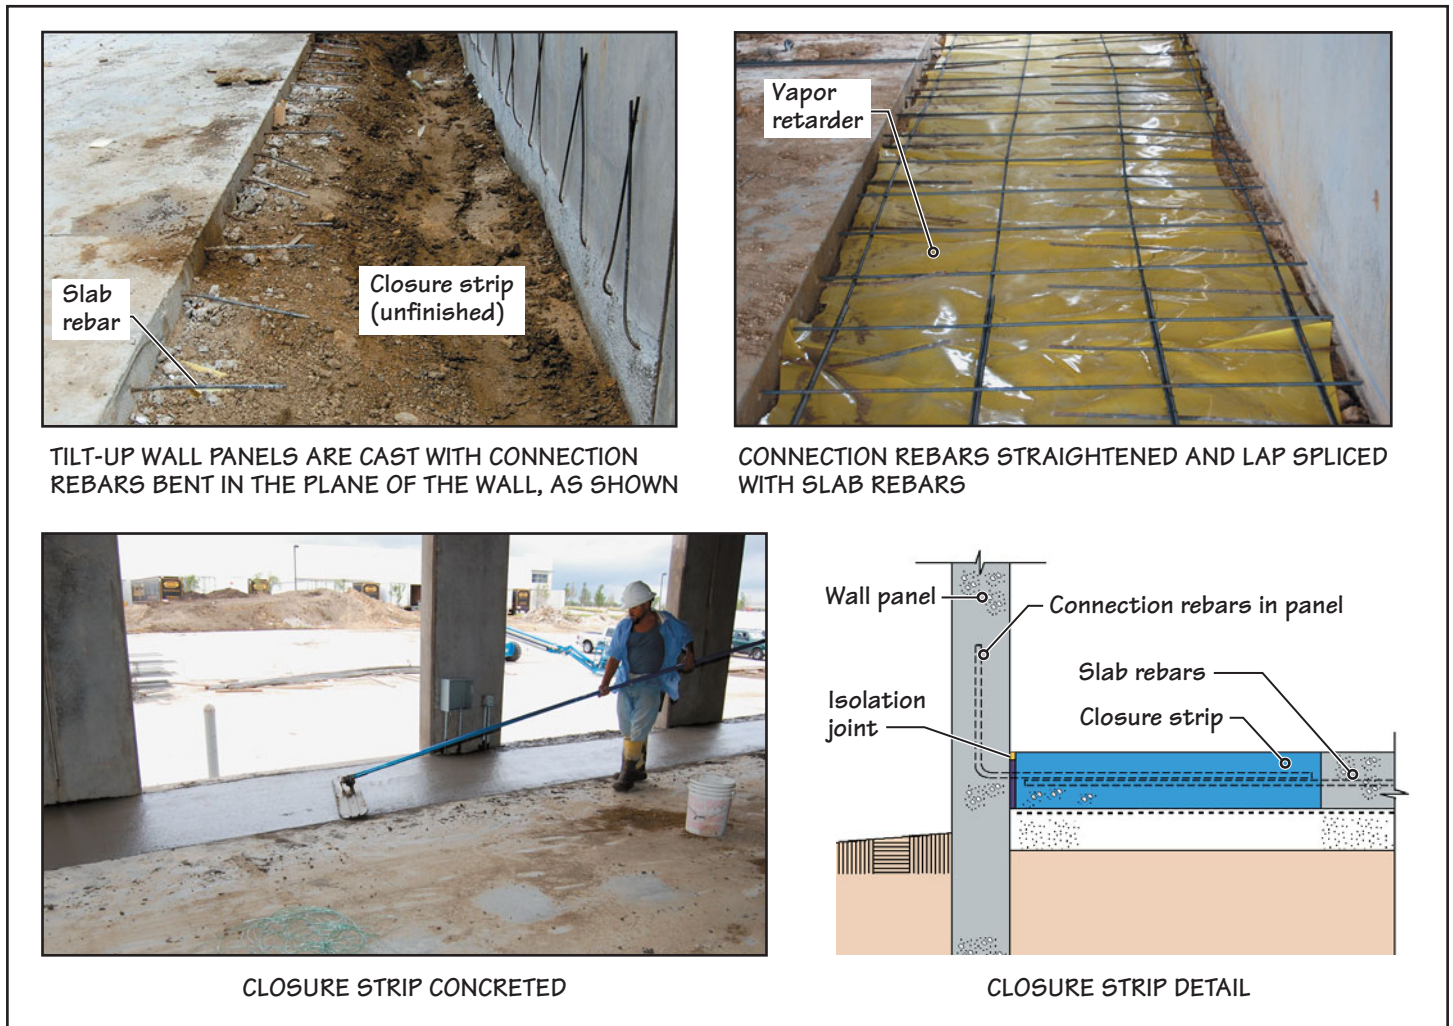 Slab
rebar
Closure strip
(unfinished)
Vapor
retarder
TILT-UP WALL PANELS ARE CAST WITH CONNECTION
REBARS BENT IN THE PLANE OF THE WALL, AS SHOWN
CONNECTION REBARS STRAIGHTENED AND LAP SPLICED
WITH SLAB REBARS
CLOSURE STRIP CONCRETED
Wall panel
Connection rebars in panel
Slab rebars
Isolation
joint
Closure strip
CLOSURE STRIP DETAIL